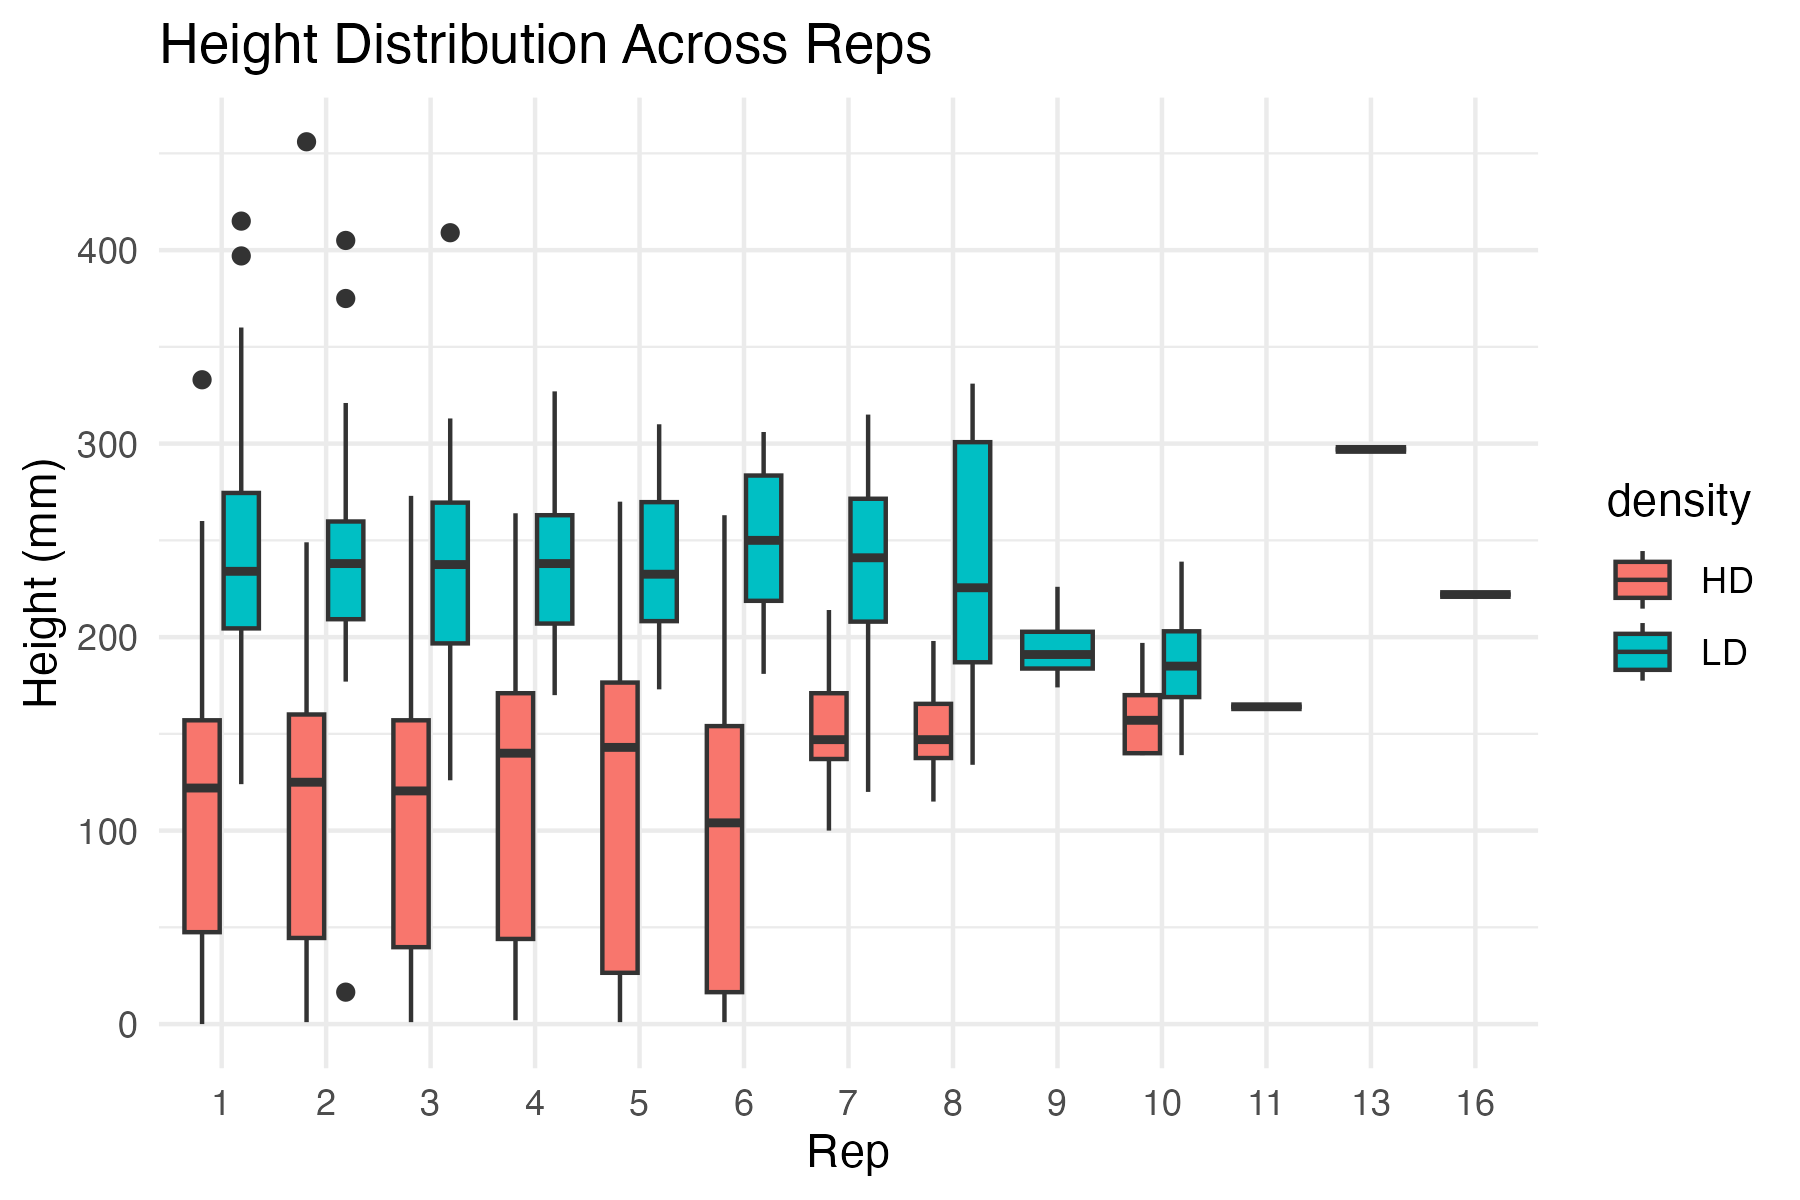 Height Distribution Across Reps
Height (mm)
400
300
200
100
0
1 2 3 4 5 6 7 8 9 10 11 13 16
Rep
density
HD
LD